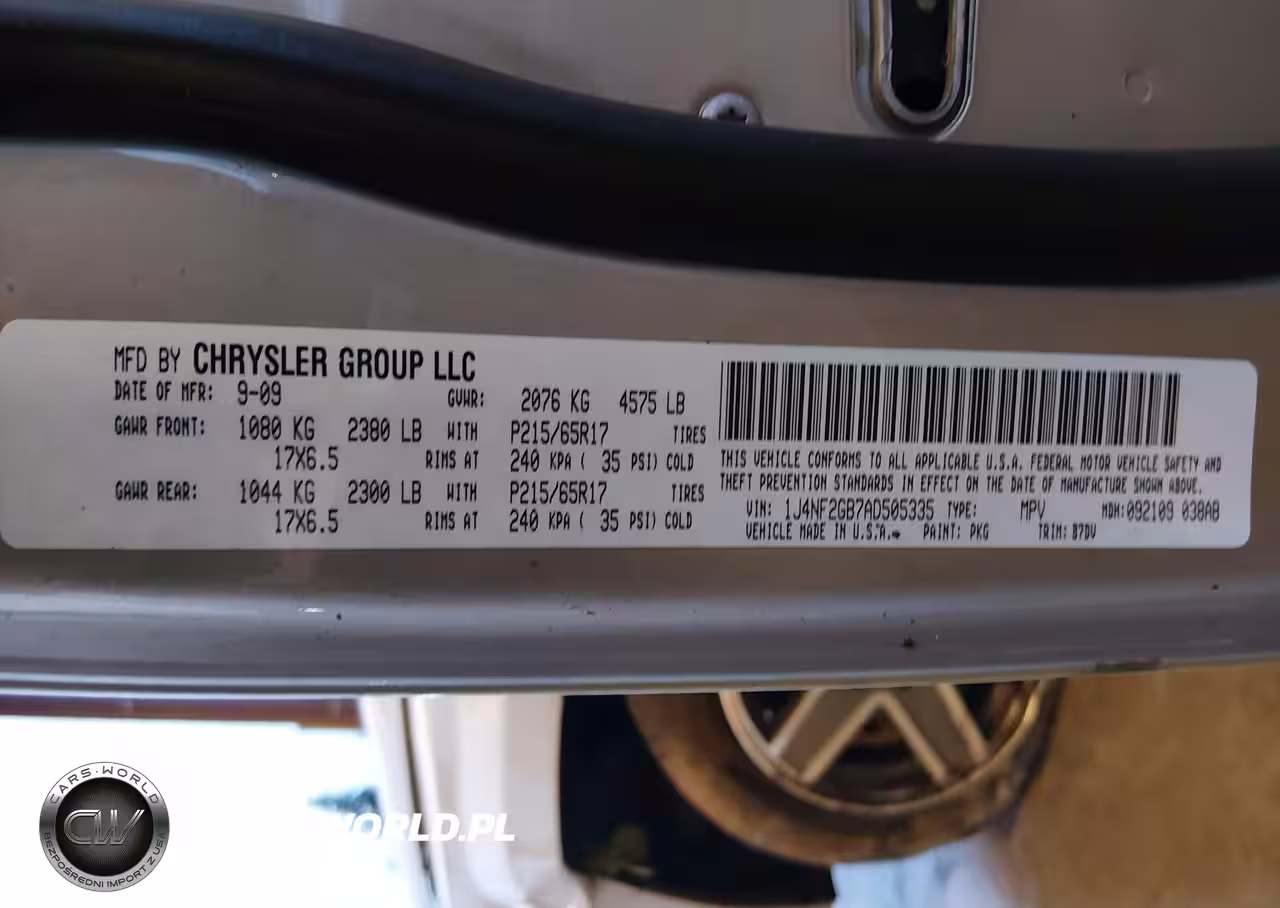 MFD BY CHRYSLER GROUP LLC
DATE OF MFR: 9-09 GVWR: 2076 KG 4575 LB
GAWR FRONT: 1080 KG 2380 LB WITH P215/65R17 TIRES
17X6.5 RIMS AT 240 KPA ( 35 PSI) COLD
GAWR REAR: 1044 KG 2300 LB WITH P215/65R17 TIRES
17X6.5 RIMS AT 240 KPA ( 35 PSI) COLD
THIS VEHICLE CONFORMS TO ALL APPLICABLE U.S.A. FEDERAL MOTOR VEHICLE SAFETY AND
THEFT PREVENTION STANDARDS IN EFFECT ON THE DATE OF MANUFACTURE SHOWN ABOVE.
VIN: 1J4NF2GB7AD505335 TYPE: MPV MDH:092109 038AB
VEHICLE MADE IN U.S.A. PAINT: PKG TRIM: B7DV
CARS·WORLD
CW
BEZPOŚREDNI IMPORT Z USA
WORLD.PL